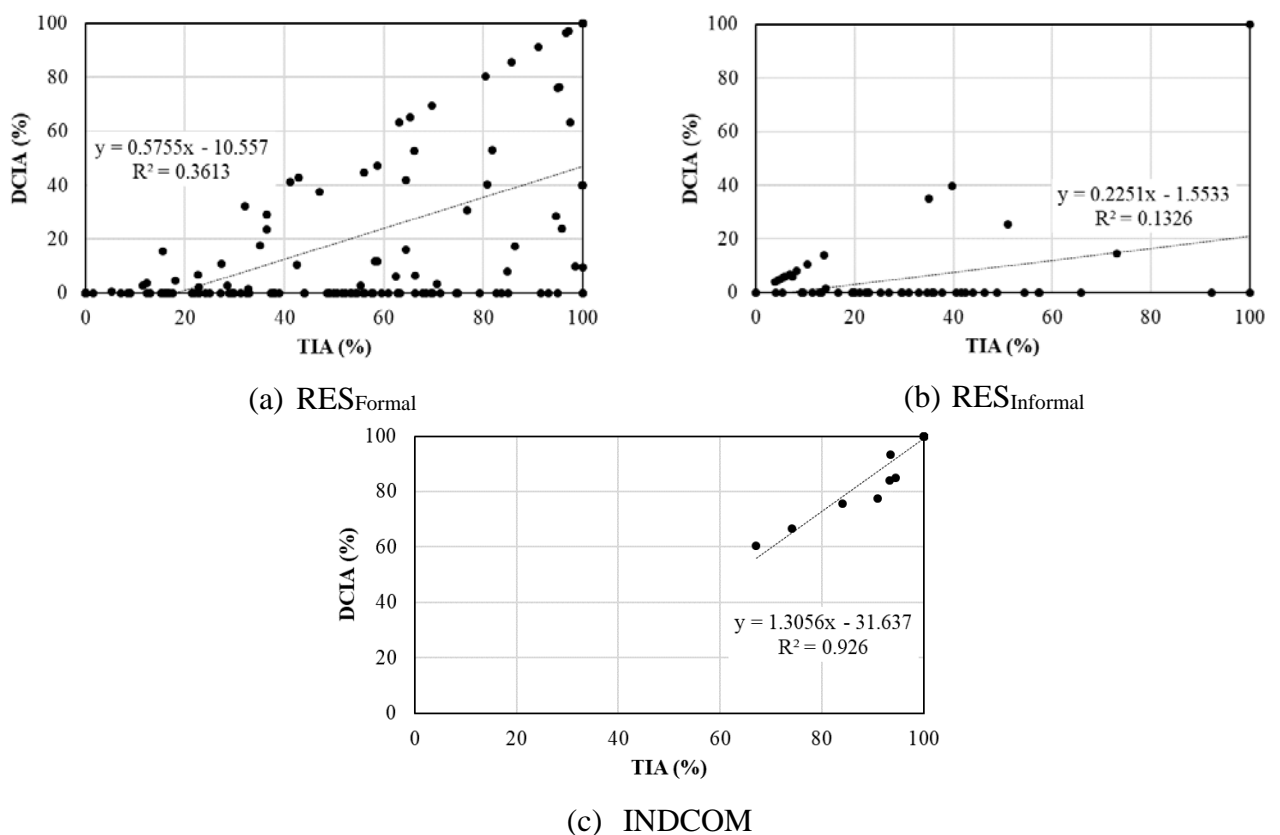 100
80
60
40
20
0
DCIA (%)
y = 0.5755x - 10.557
R² = 0.3613
0 20 40 60 80 100
TIA (%)
(a) RESFormal
100
80
60
40
20
0
DCIA (%)
y = 0.2251x - 1.5533
R² = 0.1326
0 20 40 60 80 100
TIA (%)
(b) RESInformal
100
80
60
40
20
0
DCIA (%)
y = 1.3056x - 31.637
R² = 0.926
0 20 40 60 80 100
TIA (%)
(c) INDCOM